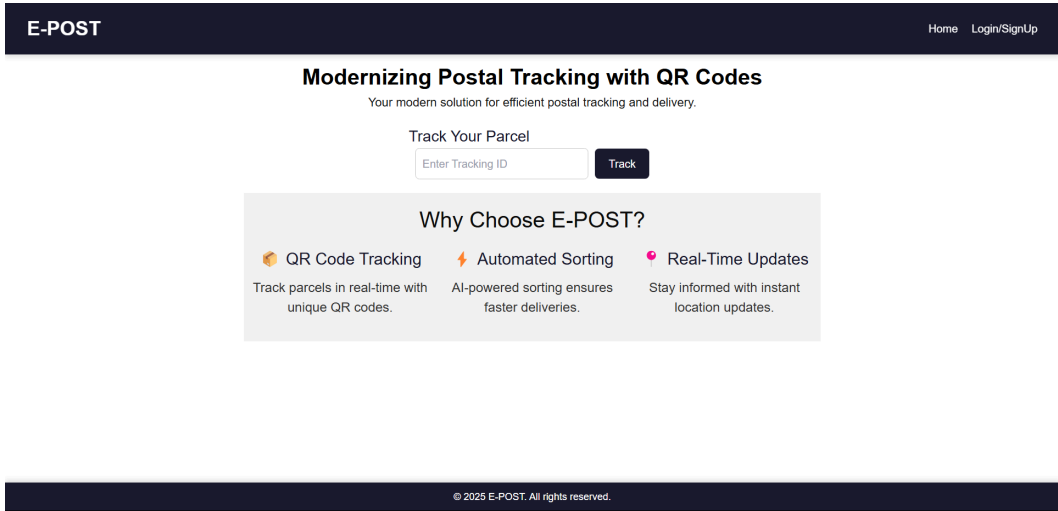 E-POST
Home Login/SignUp
Modernizing Postal Tracking with QR Codes
Your modern solution for efficient postal tracking and delivery.
Track Your Parcel
Enter Tracking ID
Track
Why Choose E-POST?
QR Code Tracking
Track parcels in real-time with
unique QR codes.
Automated Sorting
AI-powered sorting ensures
faster deliveries.
Real-Time Updates
Stay informed with instant
location updates.
© 2025 E-POST. All rights reserved.